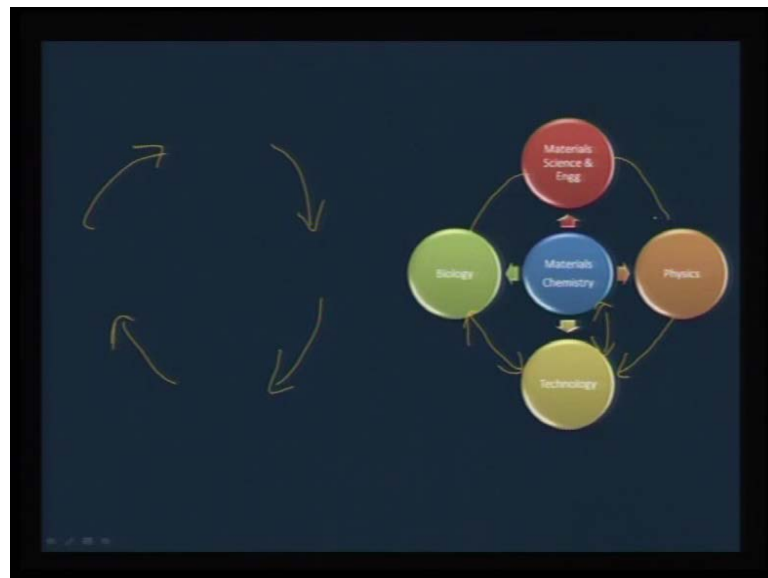 Materials
Science &
Engg
Biology
Materials
Chemistry
Physics
Technology